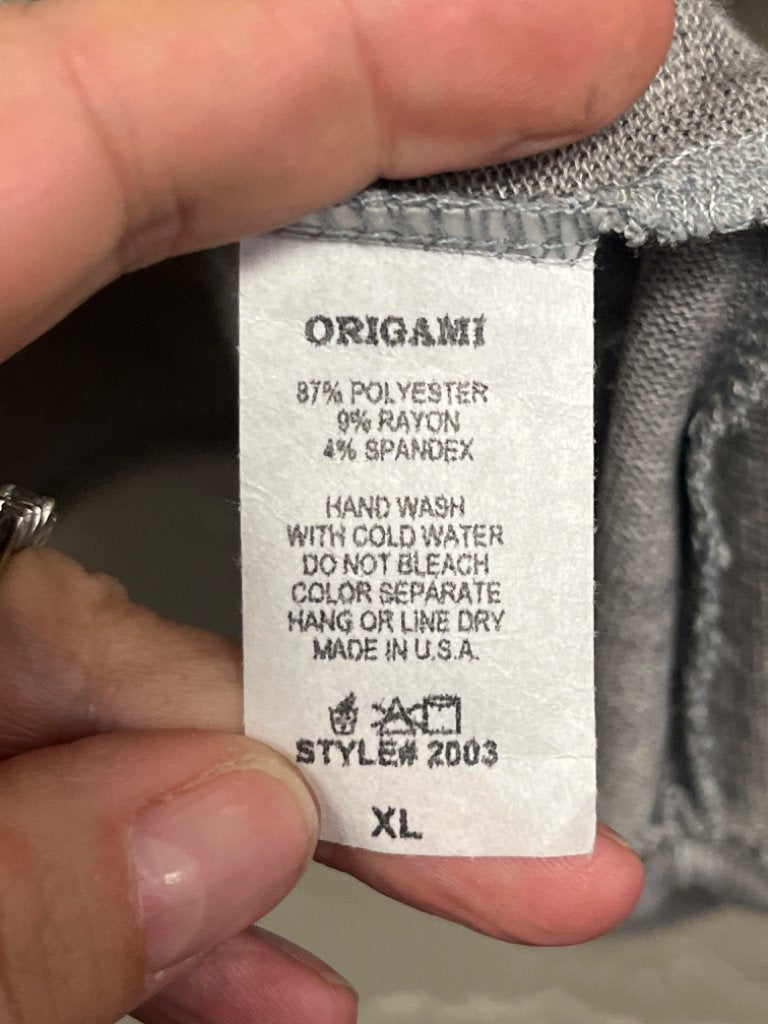 ORIGAMI
87% POLYESTER
9% RAYON
4% SPANDEX
HAND WASH
WITH COLD WATER
DO NOT BLEACH
COLOR SEPARATE
HANG OR LINE DRY
MADE IN U.S.A.
STYLE# 2003
XL